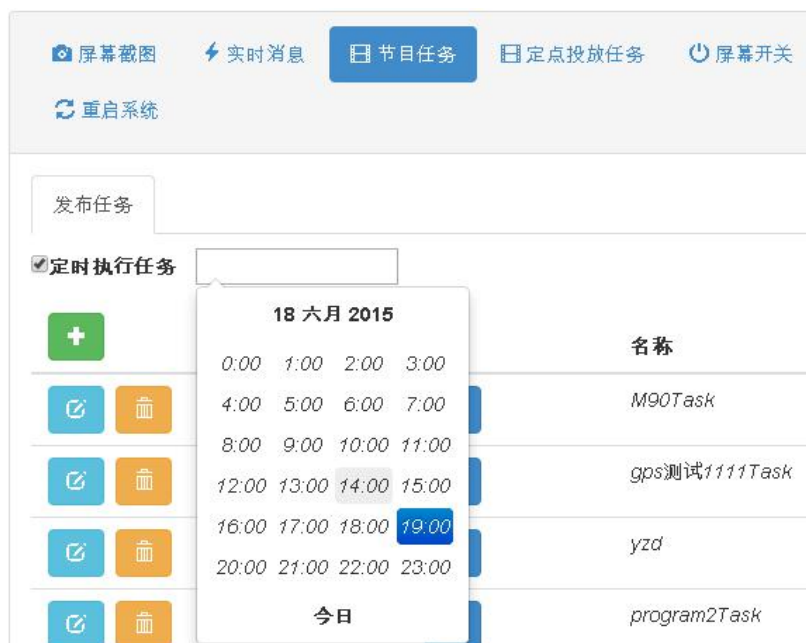 屏幕截图 实时消息 节目任务 定点投放任务 屏幕开关
重启系统
发布任务
定时执行任务
18 六月 2015
名称
0:00 1:00 2:00 3:00
4:00 5:00 6:00 7:00
M90Task
8:00 9:00 10:00 11:00
12:00 13:00 14:00 15:00
gps测试1111Task
16:00 17:00 18:00 19:00
yzd
20:00 21:00 22:00 23:00
今日
program2Task